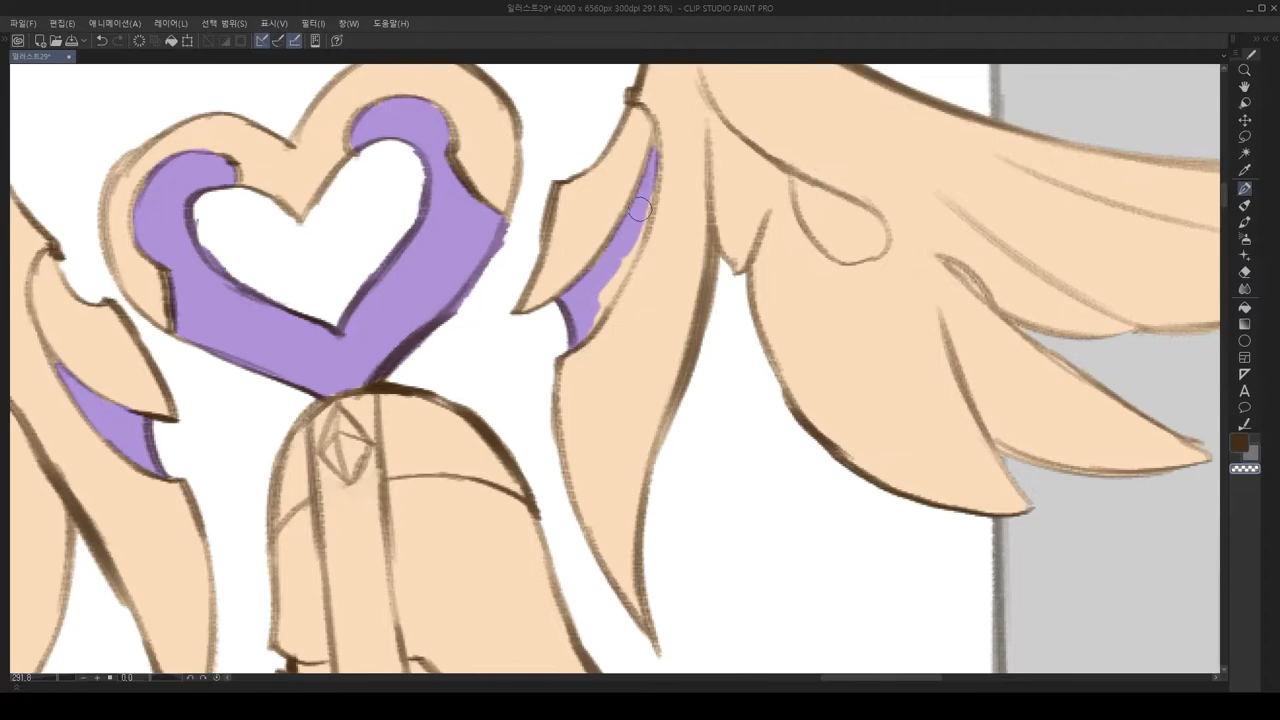 일러스트29* (4000 x 6560px 300dpi 291.8%) - CLIP STUDIO PAINT PRO
파일(F) 편집(E) 애니메이션(A) 레이어(L) 선택 범위(S) 표시(V) 필터(I) 창(W) 도움말(H)
일러스트29*
291.8 0.0